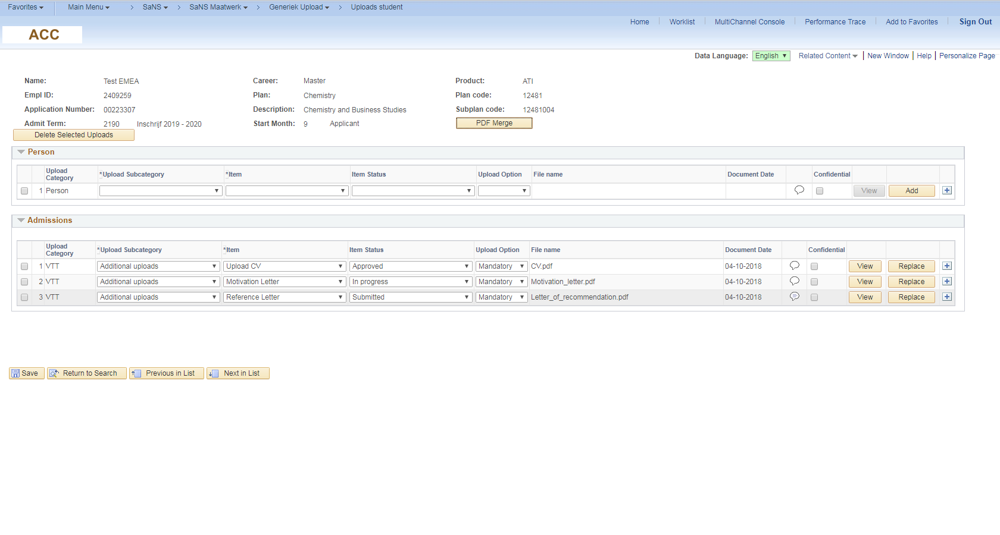 Favorites Main Menu > SaNS > SaNS Maatwerk > Generiek Upload > Uploads student
Home Worklist MultiChannel Console Performance Trace Add to Favorites Sign Out
ACC
Data Language: English Related Content New Window Help Personalize Page
Name: Test EMEA Career: Master Product: ATI
Empl ID: 2409259 Plan: Chemistry Plan code: 12481
Application Number: 00223307 Description: Chemistry and Business Studies Subplan code: 12481004
Admit Term: 2190 Inschrijf 2019 - 2020 Start Month: 9 Applicant PDF Merge
Delete Selected Uploads
Person
Upload Category *Upload Subcategory *Item Item Status Upload Option File name Document Date Confidential
1 Person View Add
Admissions
Upload Category *Upload Subcategory *Item Item Status Upload Option File name Document Date Confidential
1 VTT Additional uploads Upload CV Approved Mandatory CV.pdf 04-10-2018 View Replace
2 VTT Additional uploads Motivation Letter In progress Mandatory Motivation_letter.pdf 04-10-2018 View Replace
3 VTT Additional uploads Reference Letter Submitted Mandatory Letter_of_recommendation.pdf 04-10-2018 View Replace
Save Return to Search Previous in List Next in List